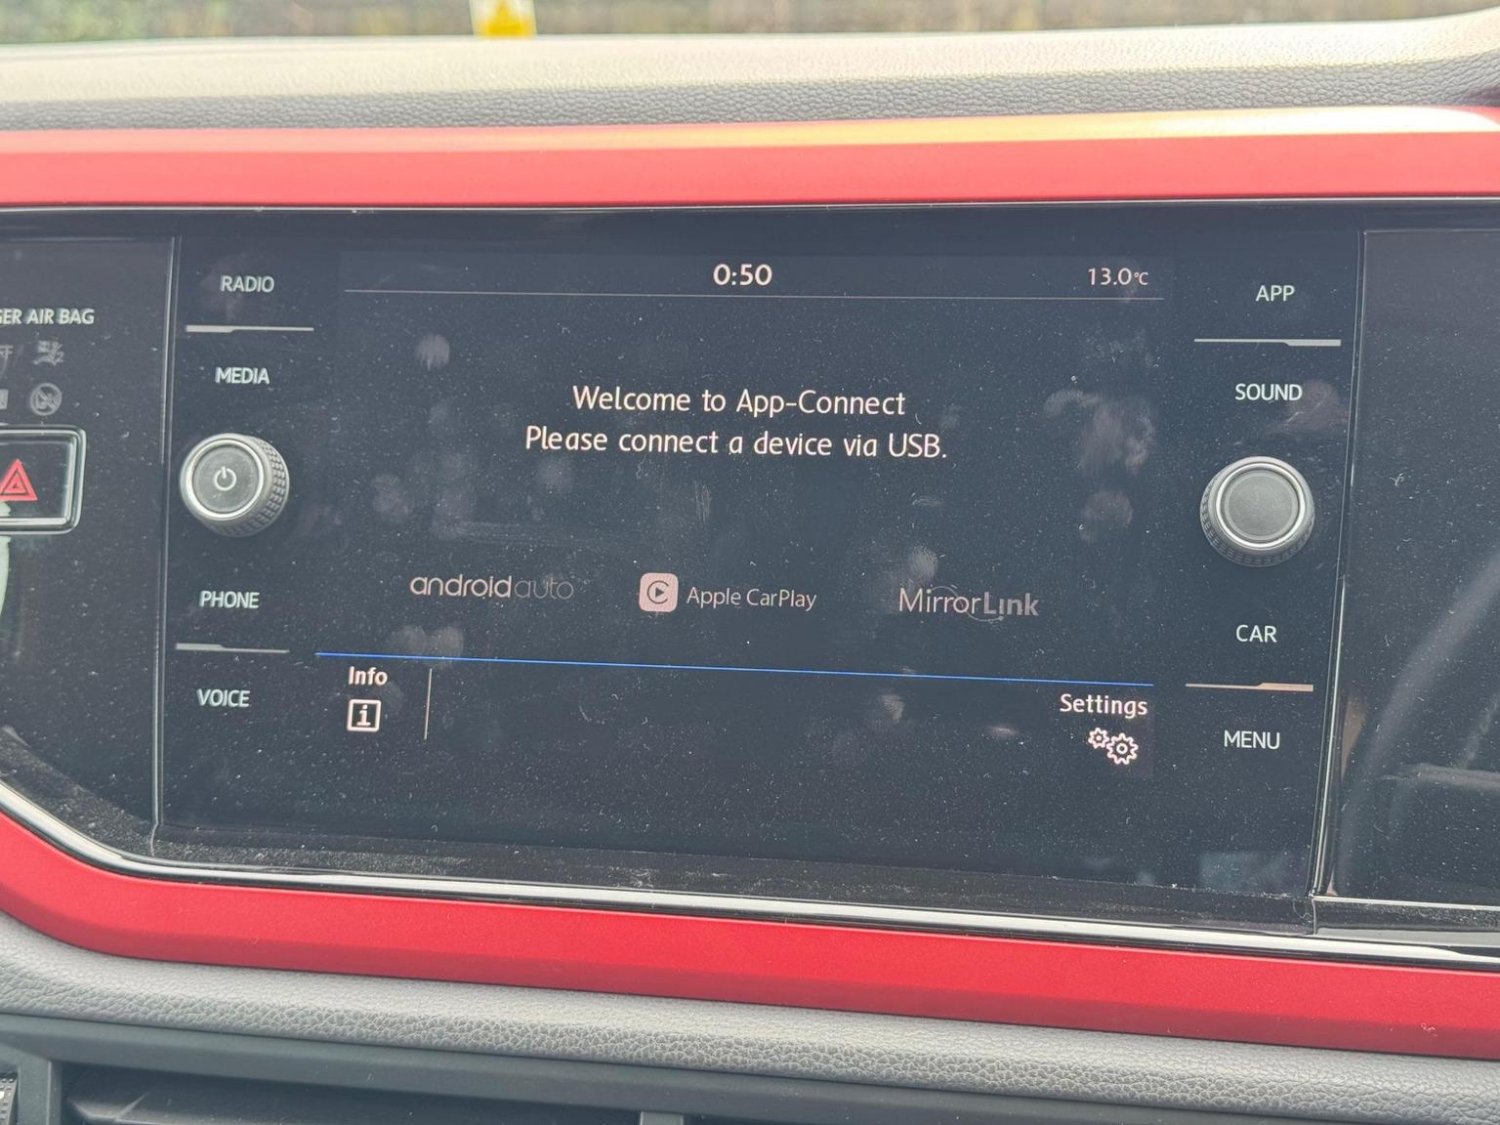 RADIO
0:50
13.0°C
APP
AIR BAG
MEDIA
SOUND
Welcome to App-Connect
Please connect a device via USB.
PHONE
androidauto
Apple CarPlay
MirrorLink
CAR
VOICE
Info
Settings
MENU